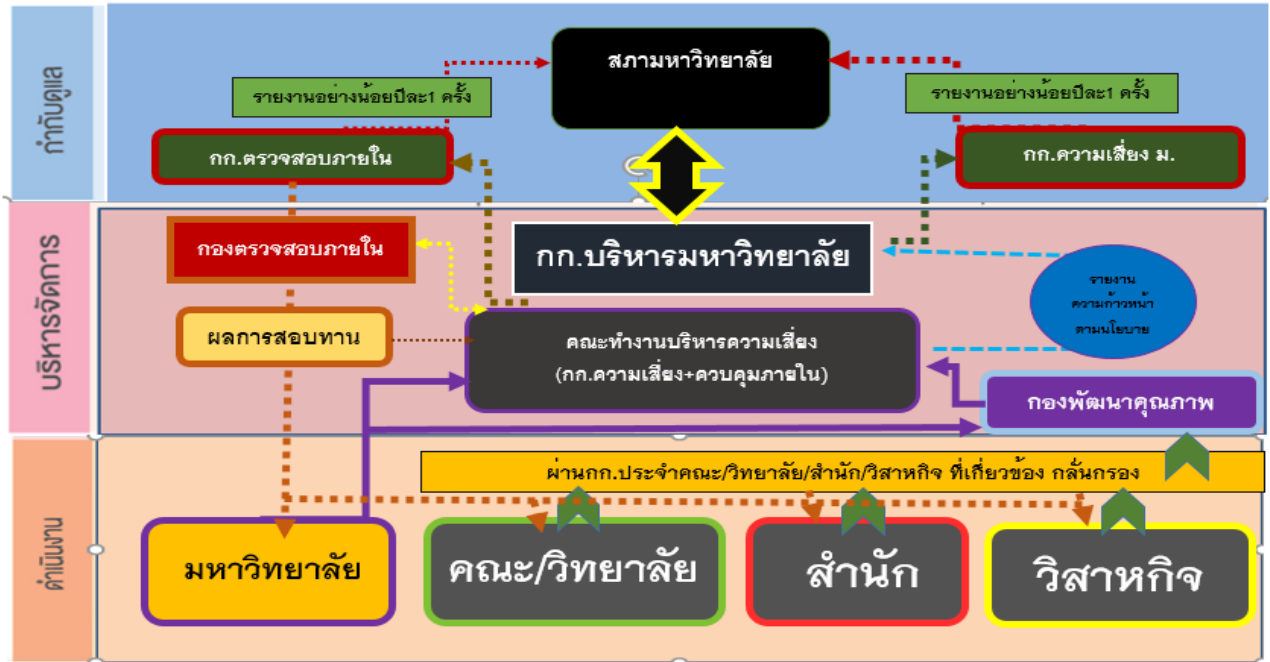 กำกับดูแล
สภามหาวิทยาลัย
รายงานอย่างน้อยปีละ1 ครั้ง
รายงานอย่างน้อยปีละ1 ครั้ง
กก.ตรวจสอบภายใน
กก.ความเสี่ยง ม.
บริหารจัดการ
กองตรวจสอบภายใน
กก.บริหารมหาวิทยาลัย
รายงาน
ความก้าวหน้า
ตามนโยบาย
ผลการสอบทาน
คณะทำงานบริหารความเสี่ยง
(กก.ความเสี่ยง+ควบคุมภายใน)
กองพัฒนาคุณภาพ
ดำเนินงาน
ผ่านกก.ประจำคณะ/วิทยาลัย/สำนัก/วิสาหกิจ ที่เกี่ยวข้อง กลั่นกรอง
มหาวิทยาลัย
คณะ/วิทยาลัย
สำนัก
วิสาหกิจ